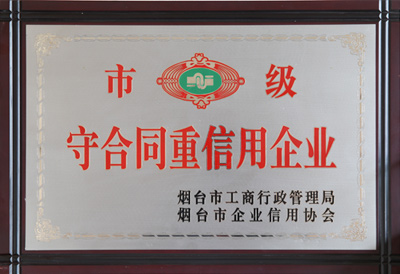 市 级
守合同重信用企业
烟台市工商行政管理局
烟台市企业信用协会